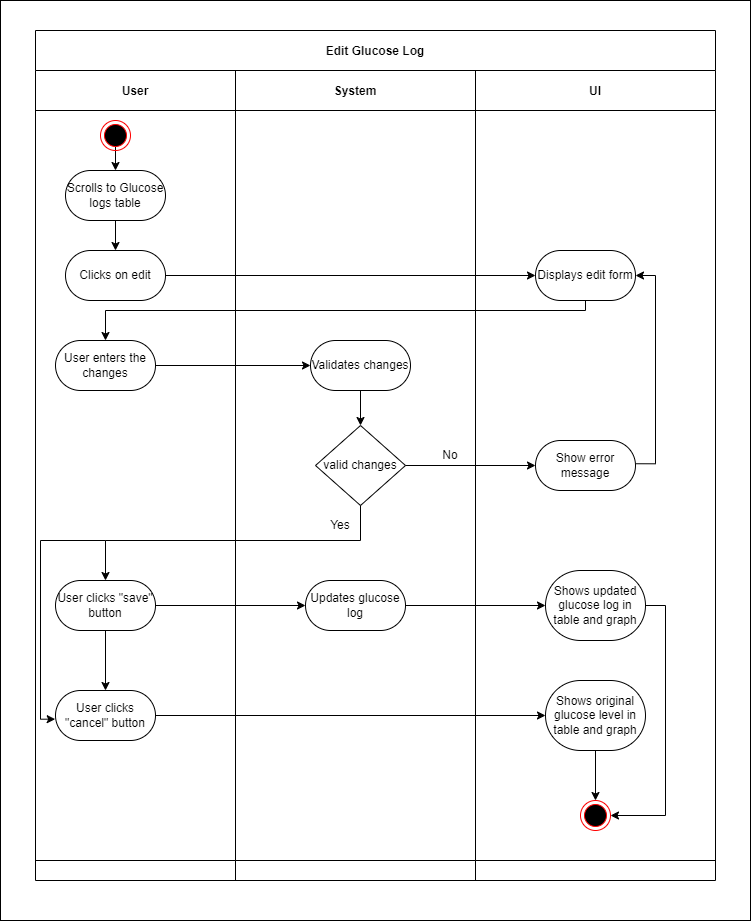 Edit Glucose Log
User
System
UI
Scrolls to Glucose
logs table
Clicks on edit
Displays edit form
User enters the
changes
Validates changes
valid changes
No
Show error
message
Yes
User clicks "save"
button
Updates glucose
log
Shows updated
glucose log in
table and graph
User clicks
"cancel" button
Shows original
glucose level in
table and graph